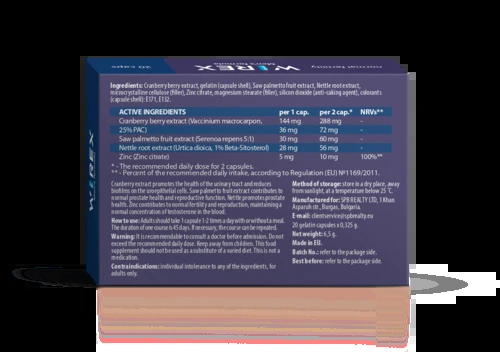 20 caps
WIREX
Men's formula
normal fertility
WIREX
Ingredients: Cranberry berry extract, gelatin (capsule shell), Saw palmetto fruit extract, Nettle root extract,
microcrystalline cellulose (filler), Zinc citrate, magnesium stearate (filler), silicon dioxide (anti-caking agent), colorants
(capsule shell): E171, E132.
ACTIVE INGREDIENTS per 1 cap. per 2 cap.* NRVs**
Cranberry berry extract (Vaccinium macrocarpon, 144 mg 288 mg -
25% PAC) 36 mg 72 mg -
Saw palmetto fruit extract (Serenoa repens 5:1) 30 mg 60 mg -
Nettle root extract (Urtica dioica, 1% Beta-Sitosterol) 28 mg 56 mg -
Zinc (Zinc citrate) 5 mg 10 mg 100%**
* - The recommended daily dose for 2 capsules.
** - Percent of the recommended daily intake, according to Regulation (EU) №1169/2011.
Cranberry extract promotes the health of the urinary tract and reduces
biofilms on the uroepithelial cells. Saw palmetto fruit extract contributes to
normal prostate health and reproductive function. Nettle promotes prostate
health. Zinc contributes to normal fertility and reproduction, maintaining a
normal concentration of testosterone in the blood.
How to use: Adults should take 1 capsule 1-2 times a day with or without a meal.
The duration of one course is 45 days. If necessary, the course can be repeated.
Warning: It is recommendable to consult a doctor before admission. Do not
exceed the recommended daily dose. Keep away from children. This food
supplement should not be used as a substitute of a varied diet. This is not a
medication.
Contraindications: individual intolerance to any of the ingredients, for
adults only.
Method of storage: store in a dry place, away
from sunlight, at a temperature below 25 °C.
Manufactured for: SPB REALTY LTD, 1 Khan
Asparuh str., Burgas, Bulgaria.
E-mail: clientservice@spbrealty.eu
20 gelatin capsules x 0,325 g.
Net weight: 6,5 g.
Made in EU.
Batch No.: refer to the package side.
Best before: refer to the package side.